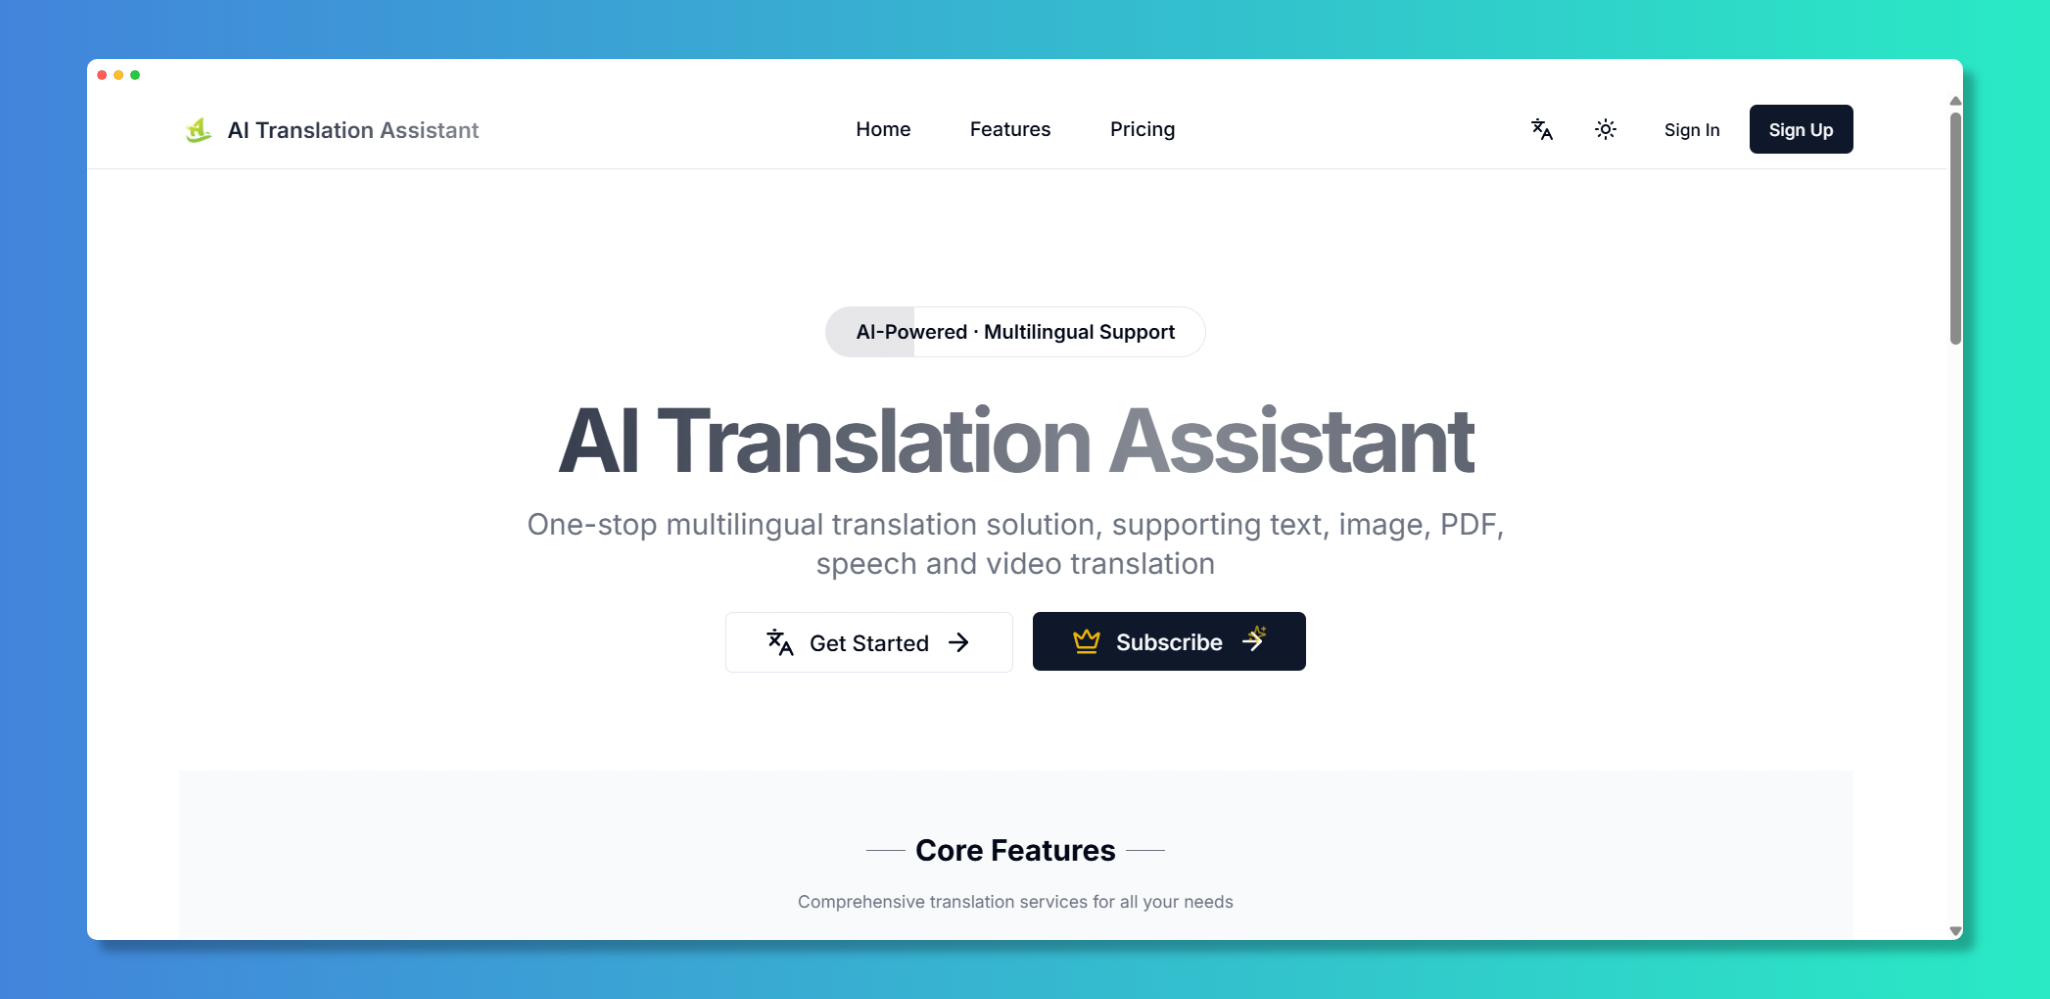 AI Translation Assistant
Home
Features
Pricing
Sign In
Sign Up
AI-Powered · Multilingual Support
AI Translation Assistant
One-stop multilingual translation solution, supporting text, image, PDF,
speech and video translation
Get Started
Subscribe
Core Features
Comprehensive translation services for all your needs